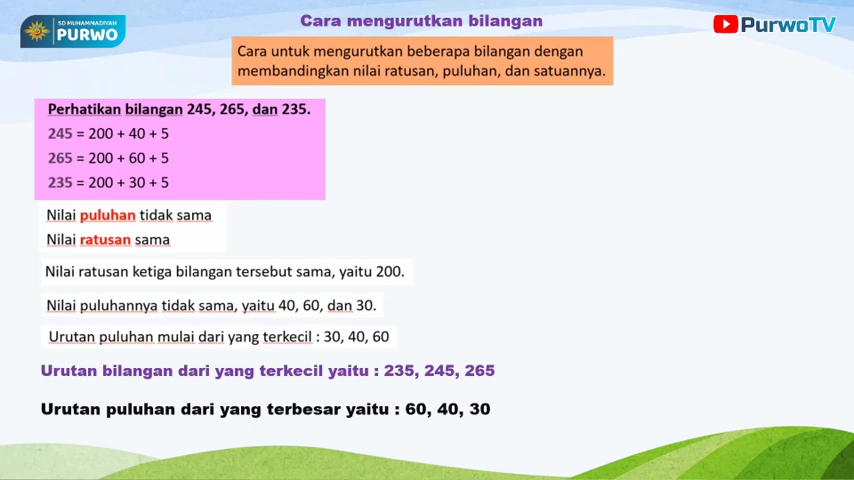 SD MUHAMMADIYAH
PURWO
Cara mengurutkan bilangan
PurwoTV
Cara untuk mengurutkan beberapa bilangan dengan
membandingkan nilai ratusan, puluhan, dan satuannya.
Perhatikan bilangan 245, 265, dan 235.
245 = 200 + 40 + 5
265 = 200 + 60 + 5
235 = 200 + 30 + 5
Nilai puluhan tidak sama
Nilai ratusan sama
Nilai ratusan ketiga bilangan tersebut sama, yaitu 200.
Nilai puluhannya tidak sama, yaitu 40, 60, dan 30.
Urutan puluhan mulai dari yang terkecil : 30, 40, 60
Urutan bilangan dari yang terkecil yaitu : 235, 245, 265
Urutan puluhan dari yang terbesar yaitu : 60, 40, 30